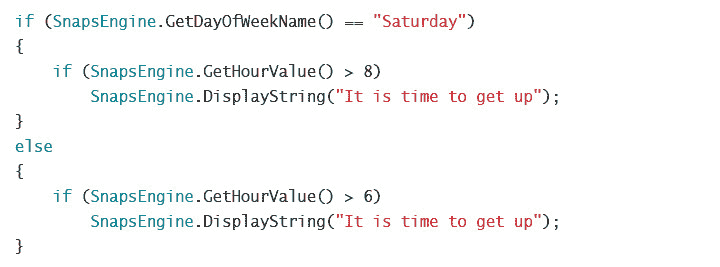 if (SnapsEngine.GetDayOfWeekName() == "Saturday")
{
    if (SnapsEngine.GetHourValue() > 8)
        SnapsEngine.DisplayString("It is time to get up");
}
else
{
    if (SnapsEngine.GetHourValue() > 6)
        SnapsEngine.DisplayString("It is time to get up");
}